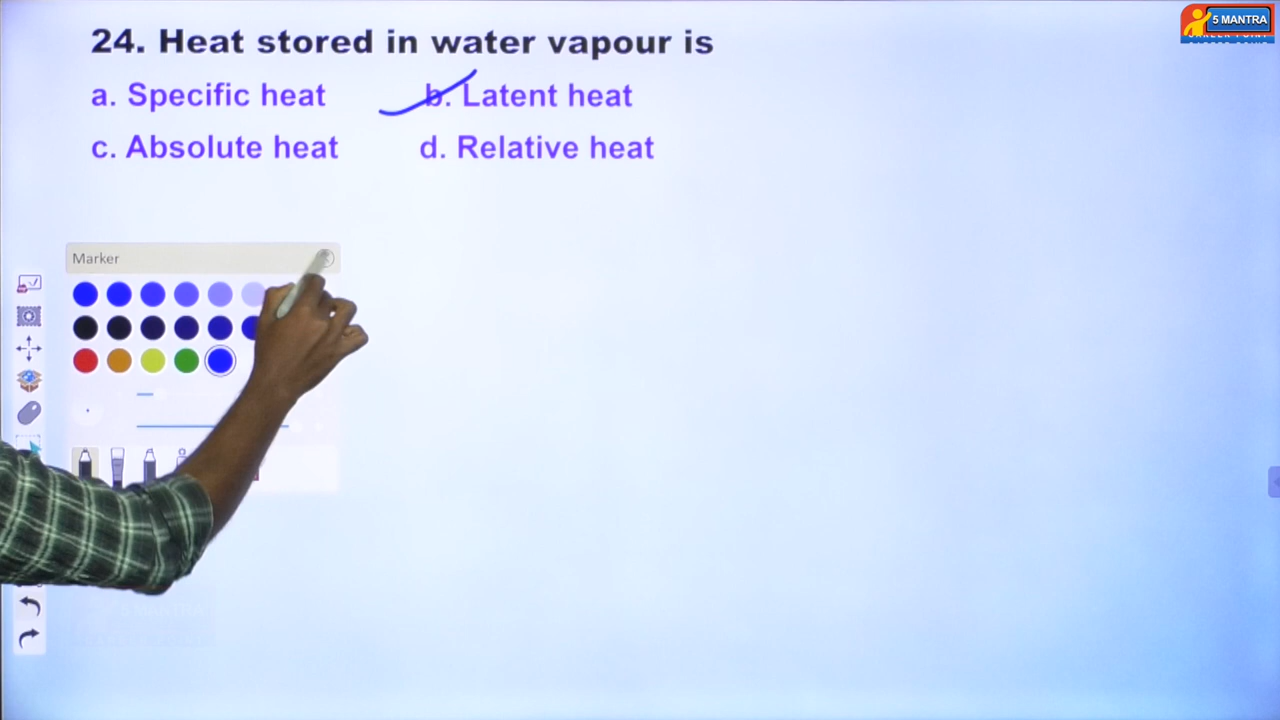 5 MANTRA
24. Heat stored in water vapour is
a. Specific heat b. Latent heat
c. Absolute heat d. Relative heat
Marker